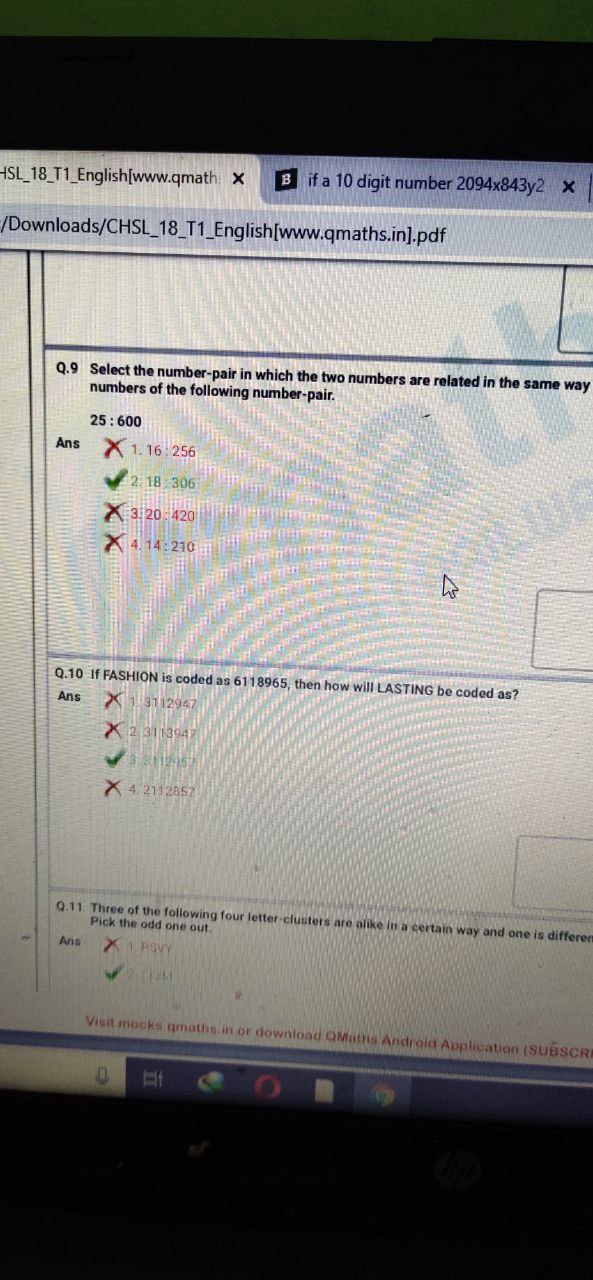 HSL_18_T1_English[www.qmath
if a 10 digit number 2094x843y2
/Downloads/CHSL_18_T1_English[www.qmaths.in].pdf
Q.9 Select the number-pair in which the two numbers are related in the same way
numbers of the following number-pair.
25 : 600
Ans 1. 16 : 256
2. 18 : 306
3. 20 : 420
4. 14 : 210
Q.10 If FASHION is coded as 6118965, then how will LASTING be coded as?
Ans 1. 3112947
2. 3113947
3. 3112957
4. 2112857
Q.11 Three of the following four letter-clusters are alike in a certain way and one is differen
Pick the odd one out.
Ans 1. PSVY
Visit mocks.qmaths.in or download QMaths Android Application (SUBSCRI
hp